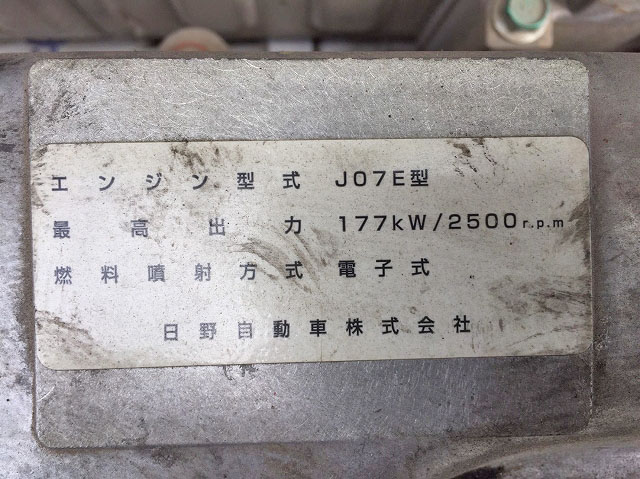 エンジン型式 J07E型
最高出力 177kW/2500r.p.m
燃料噴射方式 電子式
日野自動車株式会社